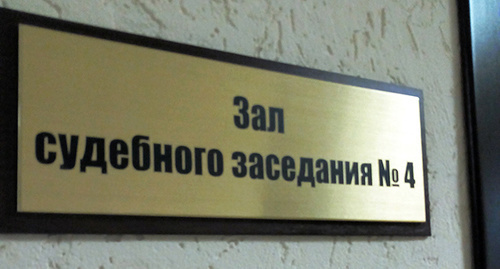 Зал
судебного заседания № 4